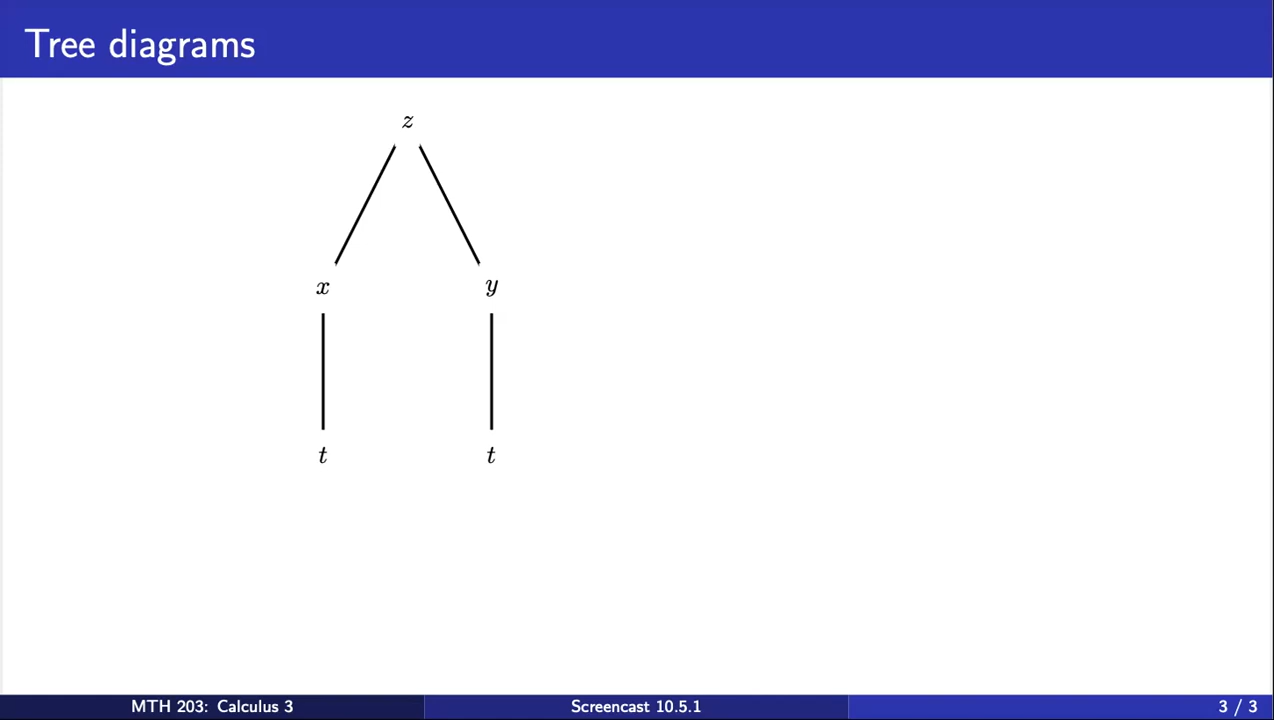 Tree diagrams
z
x y
t t
MTH 203: Calculus 3 Screencast 10.5.1 3 / 3